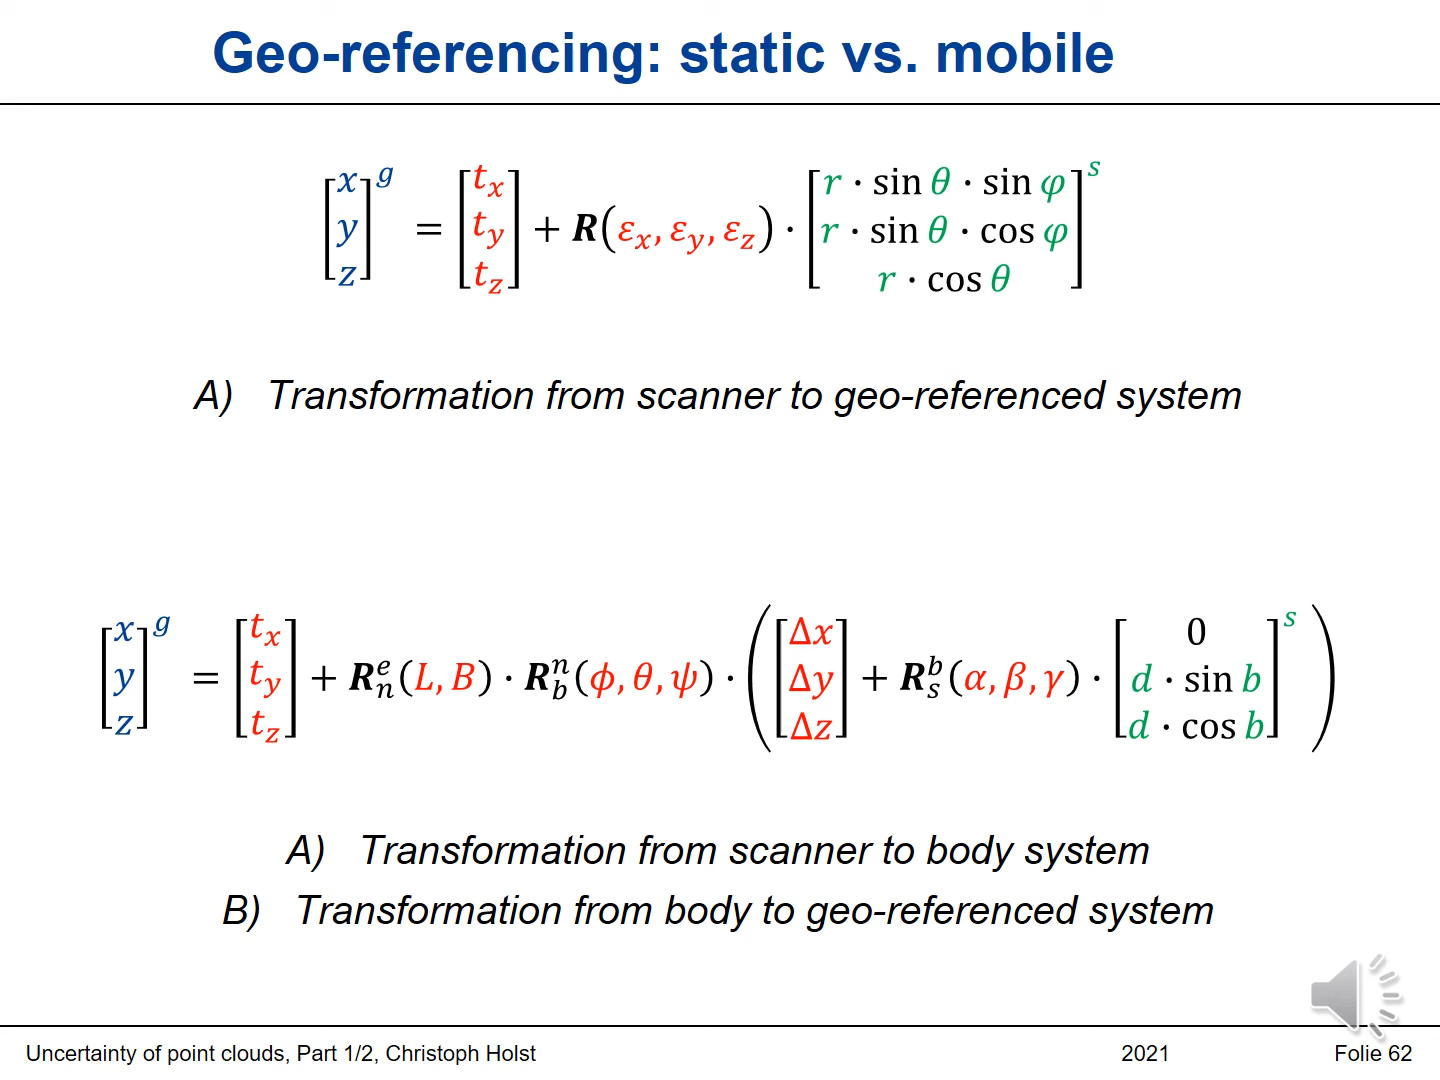 Geo-referencing: static vs. mobile
[x y z]^g = [t_x t_y t_z] + R(ε_x, ε_y, ε_z) · [r · sin θ · sin φ, r · sin θ · cos φ, r · cos θ]^s
A) Transformation from scanner to geo-referenced system
[x y z]^g = [t_x t_y t_z] + R_n^e(L, B) · R_b^n(ϕ, θ, ψ) · ([Δx Δy Δz] + R_s^b(α, β, γ) · [0, d · sin b, d · cos b]^s)
A) Transformation from scanner to body system
B) Transformation from body to geo-referenced system
Uncertainty of point clouds, Part 1/2, Christoph Holst
2021
Folie 62